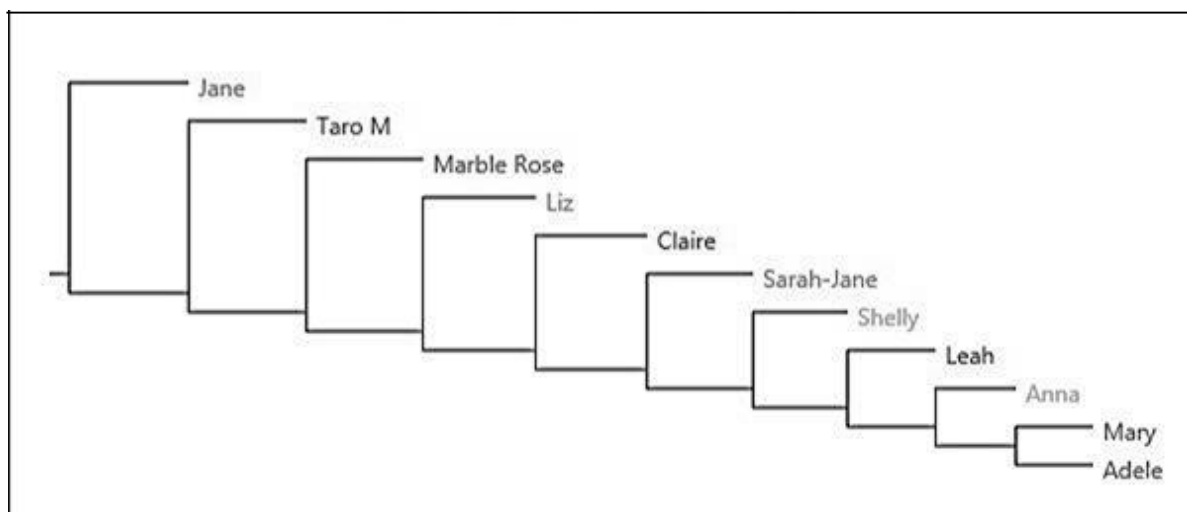 Jane
Taro M
Marble Rose
Liz
Claire
Sarah-Jane
Shelly
Leah
Anna
Mary
Adele